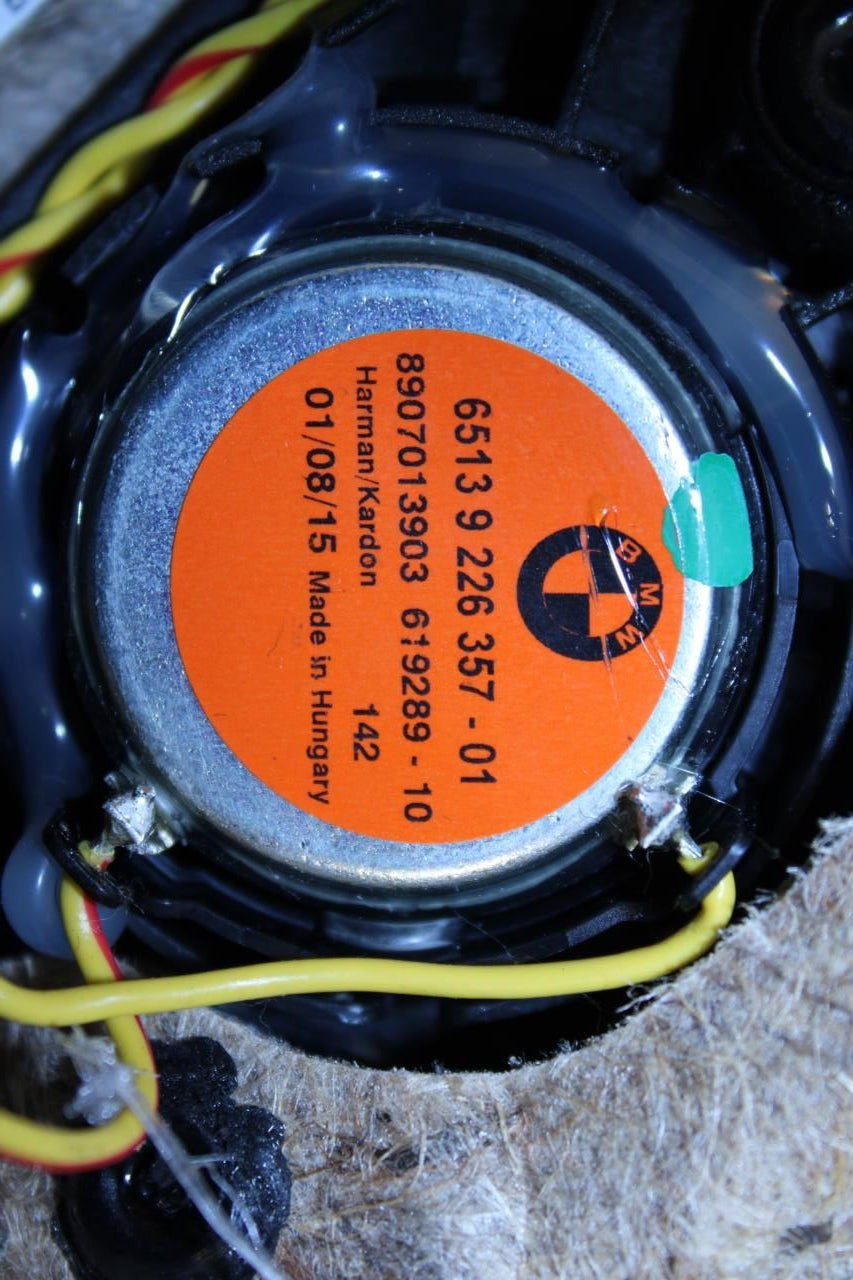 BMW
6513 9 226 357 - 01
8907013903 619289 - 10
Harman/Kardon 142
01/08/15 Made in Hungary